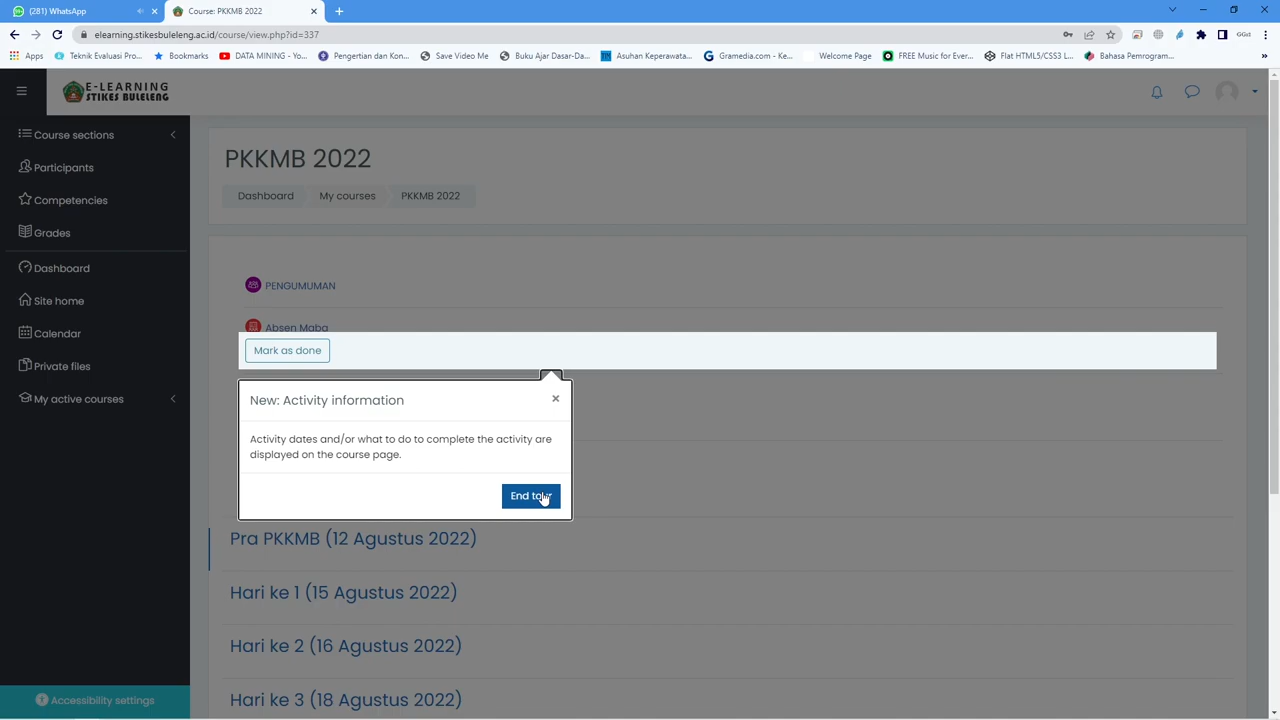 (281) WhatsApp
Course: PKKMB 2022
elearning.stikesbuleleng.ac.id/course/view.php?id=337
Apps
Teknik Evaluasi Pro...
Bookmarks
DATA MINING - Yo...
Pengertian dan Kon...
Save Video Me
Buku Ajar Dasar-Da...
Asuhan Keperawata...
Gramedia.com - Ke...
Welcome Page
FREE Music for Ever...
Flat HTML5/CSS3 L...
Bahasa Pemrogram...
E-LEARNING
STIKES BULELENG
Course sections
Participants
Competencies
Grades
Dashboard
Site home
Calendar
Private files
My active courses
Accessibility settings
PKKMB 2022
Dashboard
My courses
PKKMB 2022
PENGUMUMAN
Absen Maba
Mark as done
New: Activity information
×
Activity dates and/or what to do to complete the activity are
displayed on the course page.
End tour
Pra PKKMB (12 Agustus 2022)
Hari ke 1 (15 Agustus 2022)
Hari ke 2 (16 Agustus 2022)
Hari ke 3 (18 Agustus 2022)